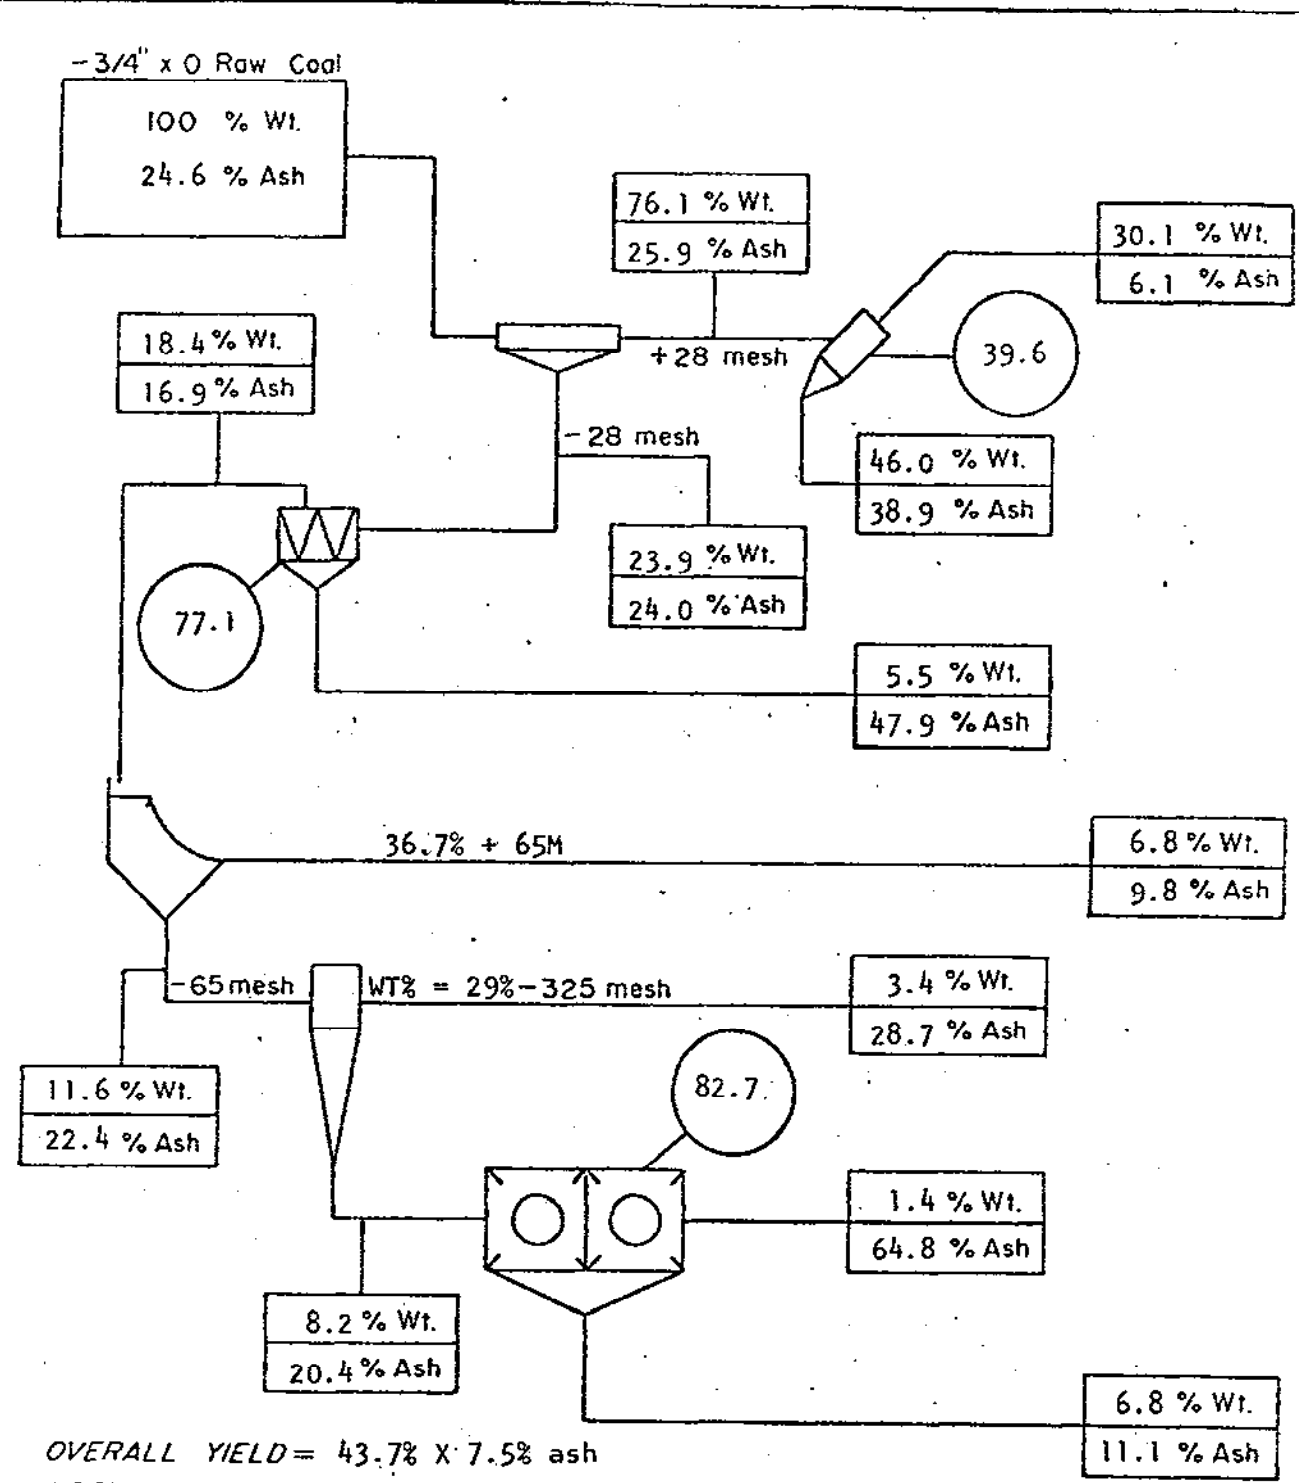 -3/4" x 0 Raw Coal
100 % Wt.
24.6 % Ash
76.1 % Wt.
25.9 % Ash
30.1 % Wt.
6.1 % Ash
18.4 % Wt.
16.9 % Ash
+28 mesh
39.6
-28 mesh
46.0 % Wt.
38.9 % Ash
23.9 % Wt.
24.0 % Ash
77.1
5.5 % Wt.
47.9 % Ash
36.7% + 65M
6.8 % Wt.
9.8 % Ash
-65 mesh
WT% = 29%-325 mesh
3.4 % Wt.
28.7 % Ash
11.6 % Wt.
22.4 % Ash
82.7
1.4 % Wt.
64.8 % Ash
8.2 % Wt.
20.4 % Ash
6.8 % Wt.
11.1 % Ash
OVERALL YIELD = 43.7% X 7.5% ash